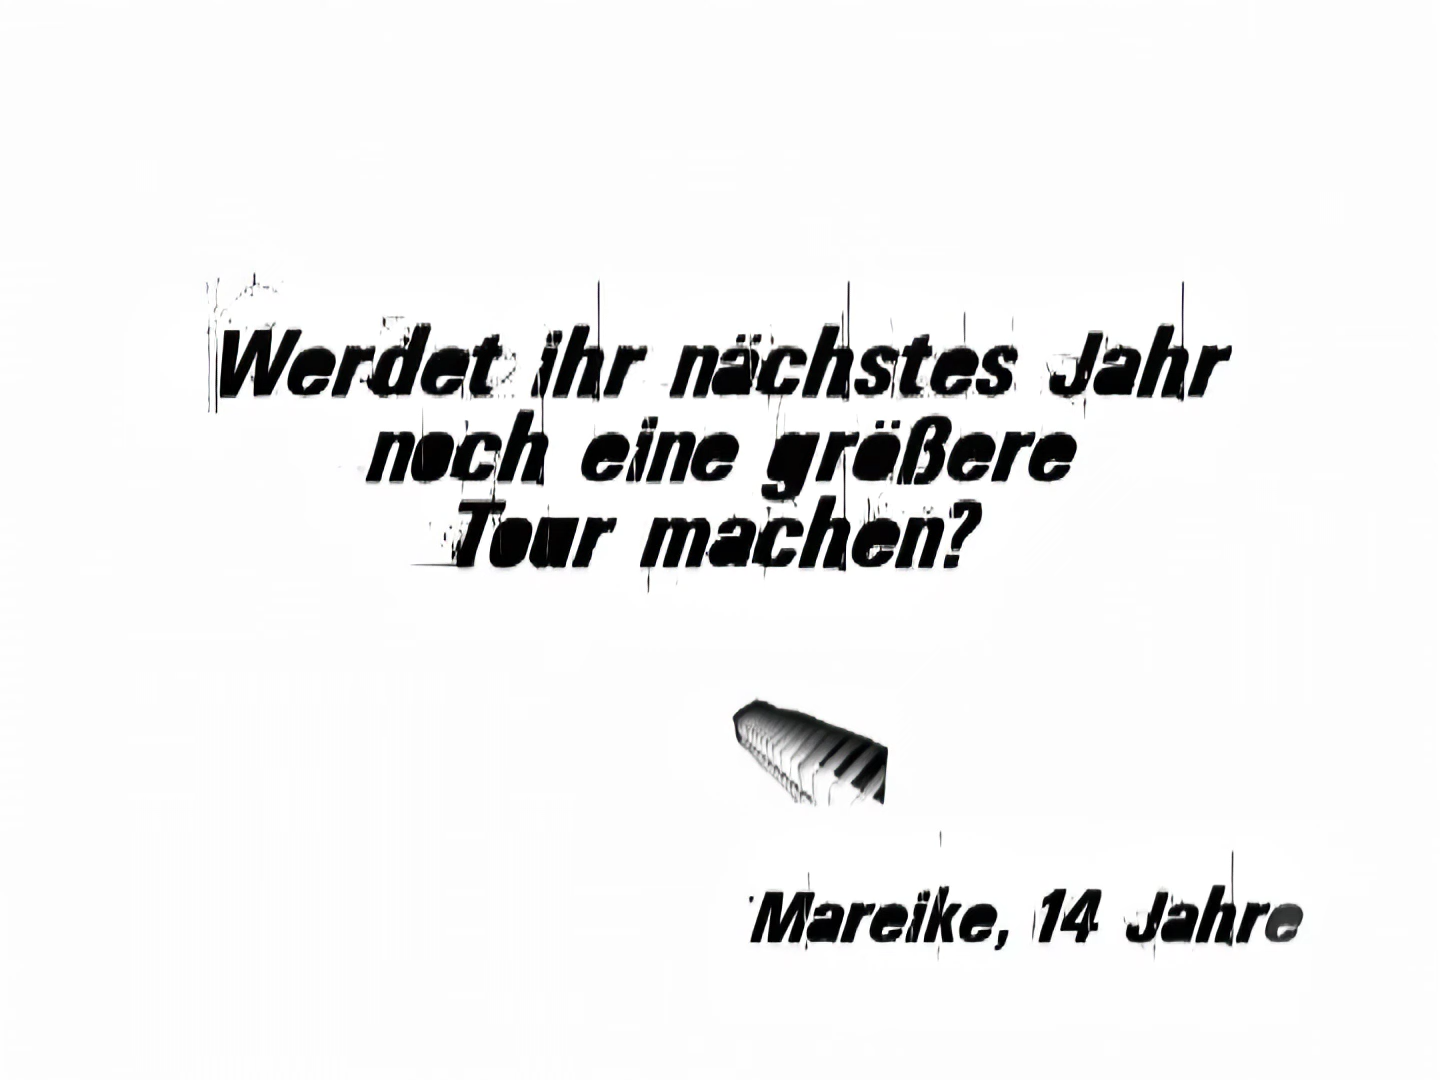 Werdet ihr nächstes Jahr
noch eine größere
Tour machen?
Mareike, 14 Jahre